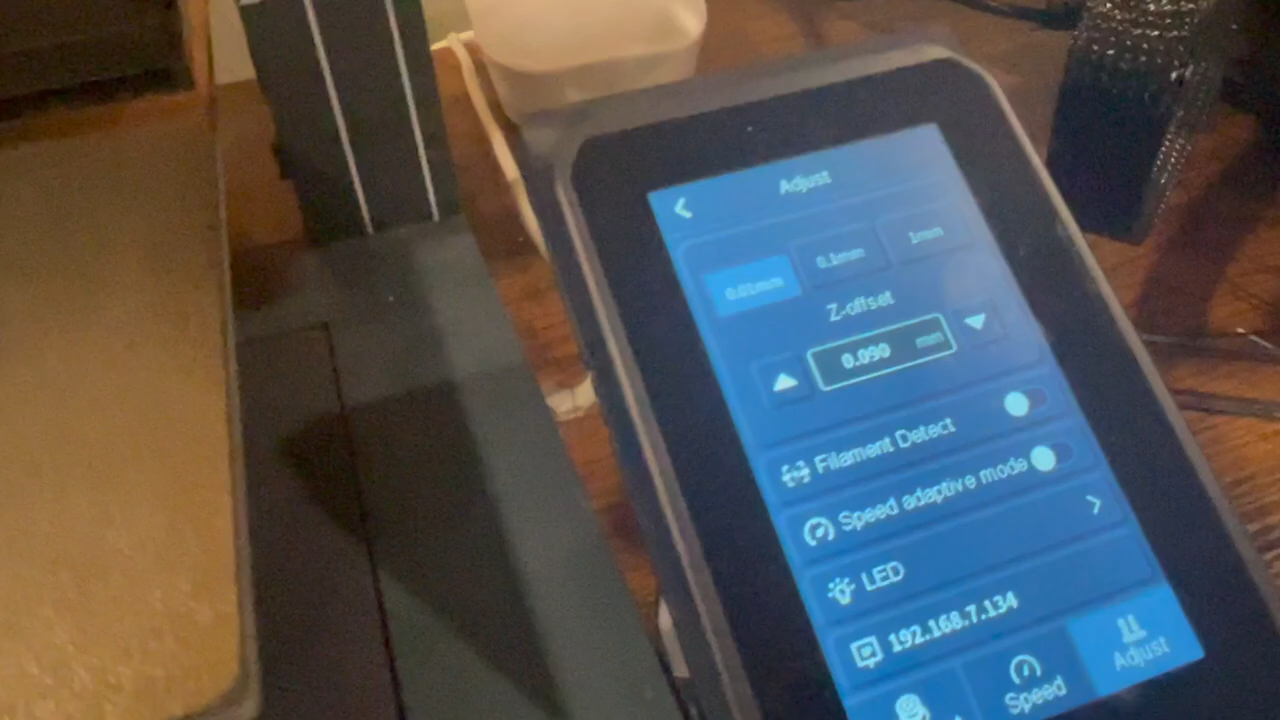 Adjust
0.01mm 0.1mm 1mm
Z-offset
0.090 mm
Filament Detect
Speed adaptive mode
LED
192.168.7.134
Speed
Adjust